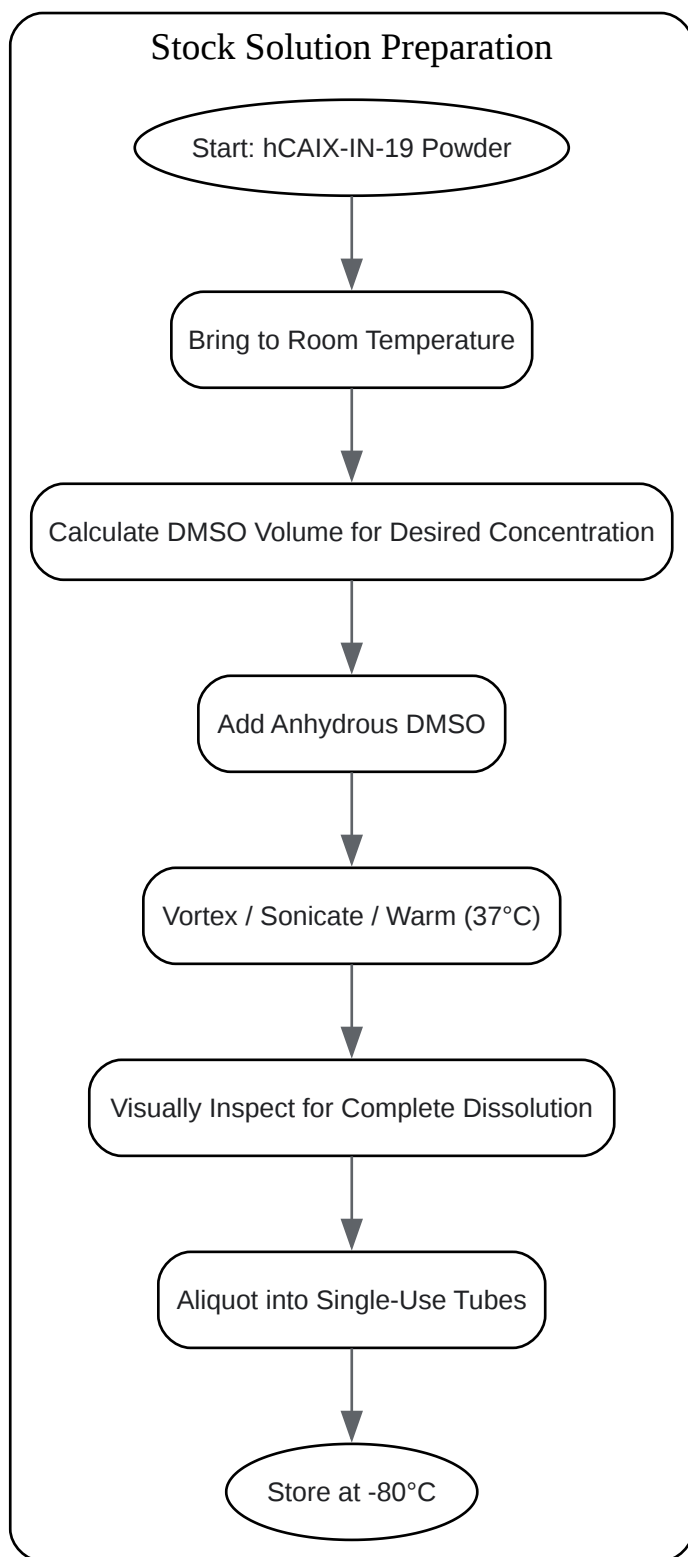 Stock Solution Preparation
Start: hCAIX-IN-19 Powder
Bring to Room Temperature
Calculate DMSO Volume for Desired Concentration
Add Anhydrous DMSO
Vortex / Sonicate / Warm (37°C)
Visually Inspect for Complete Dissolution
Aliquot into Single-Use Tubes
Store at -80°C